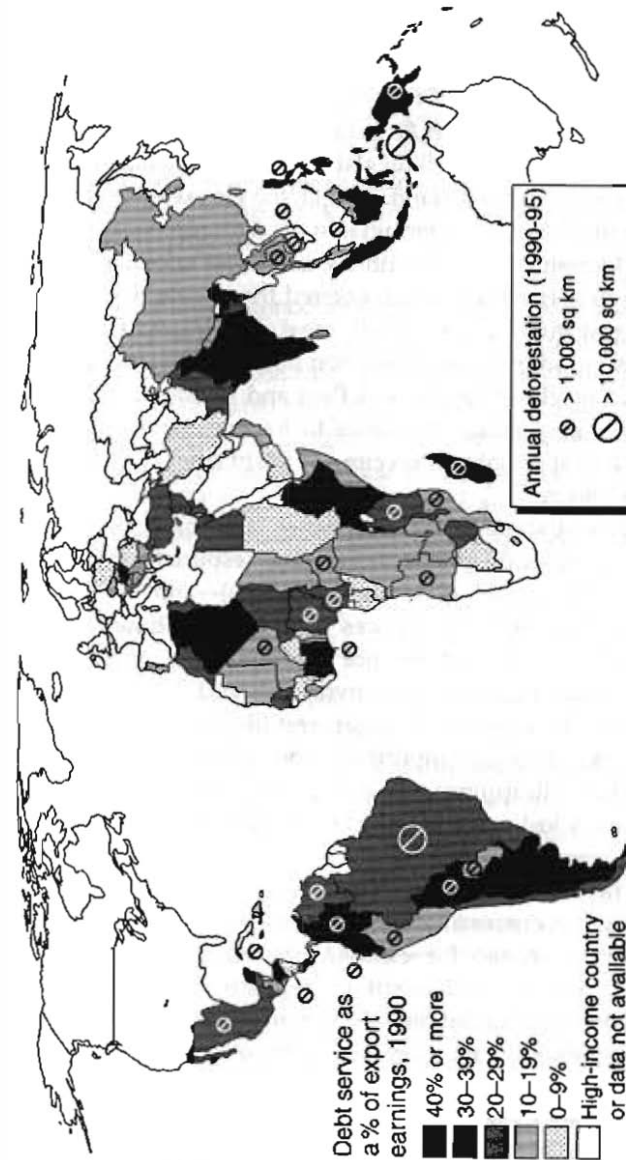 Debt service as
a % of export
earnings, 1990
40% or more
30–39%
20–29%
10–19%
0–9%
High-income country
or data not available
Annual deforestation (1990-95)
> 1,000 sq km
> 10,000 sq km